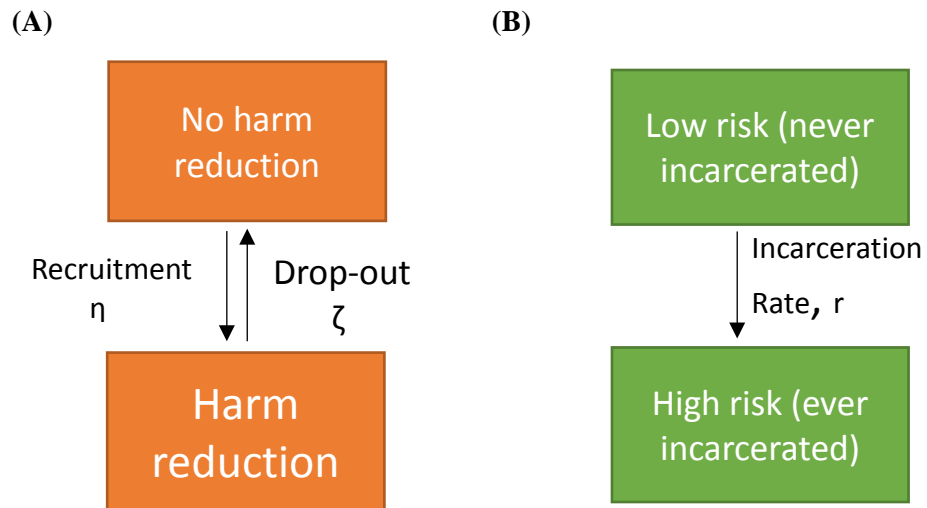 (A)
No harm
reduction
Recruitment
η
Drop-out
ζ
Harm
reduction
(B)
Low risk (never
incarcerated)
Incarceration
Rate, r
High risk (ever
incarcerated)